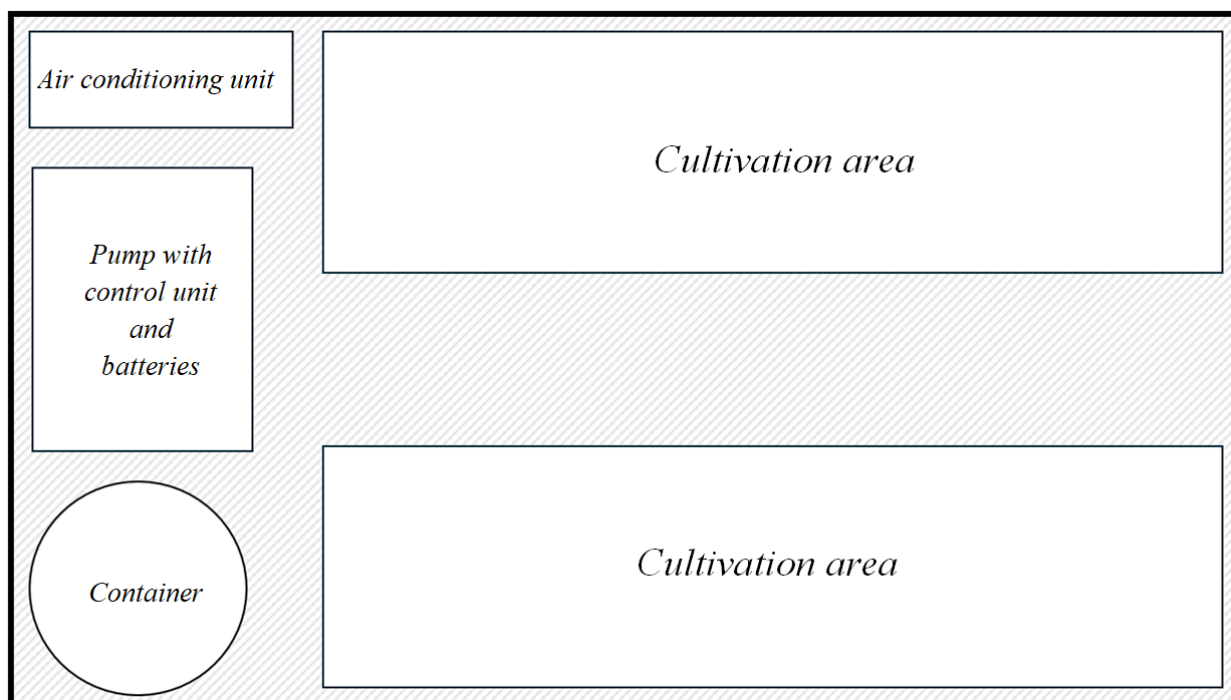 Air conditioning unit
Cultivation area
Pump with
control unit
and
batteries
Cultivation area
Container